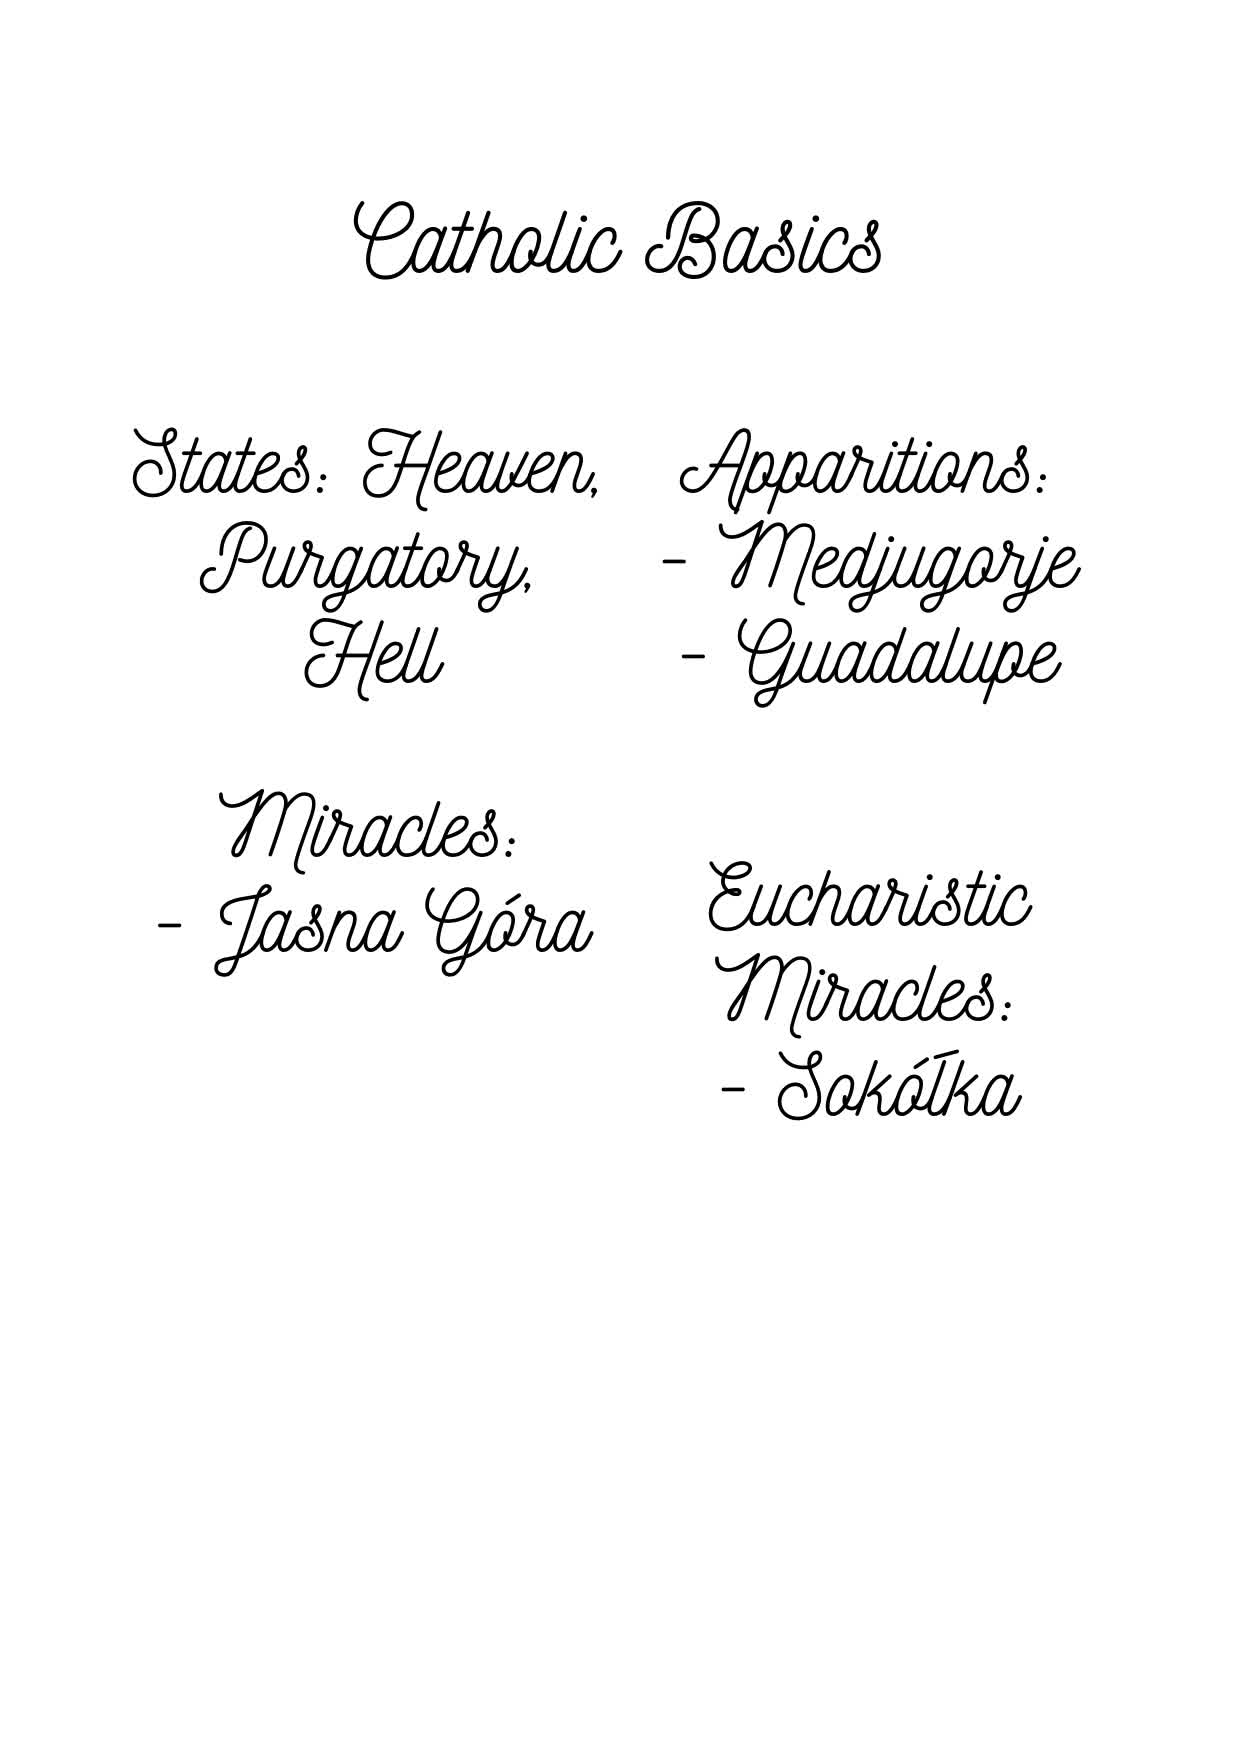 Catholic Basics
States: Heaven,
Purgatory,
Hell
Apparitions:
- Medjugorje
- Guadalupe
Miracles:
- Jasna Góra
Eucharistic
Miracles:
- Sokółka